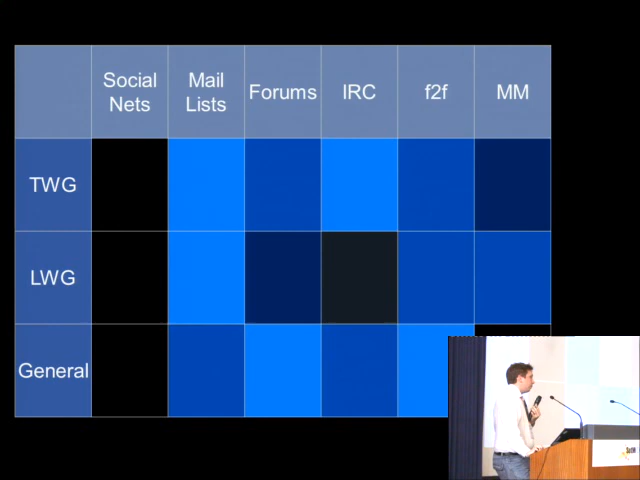 Social Nets
Mail Lists
Forums
IRC
f2f
MM
TWG
LWG
General